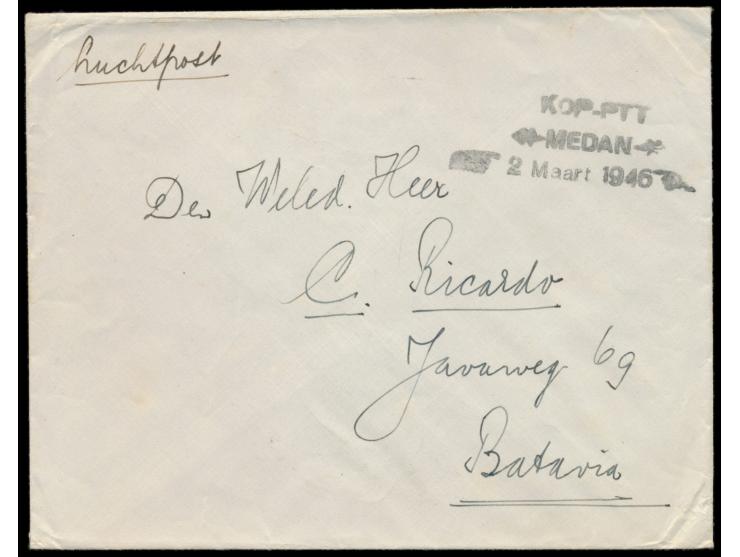 Luchtpost
KOP-PTT
MEDAN
2 Maart 1946
Den Weled. Heer
C. Ricardo
Javaweg 69
Batavia